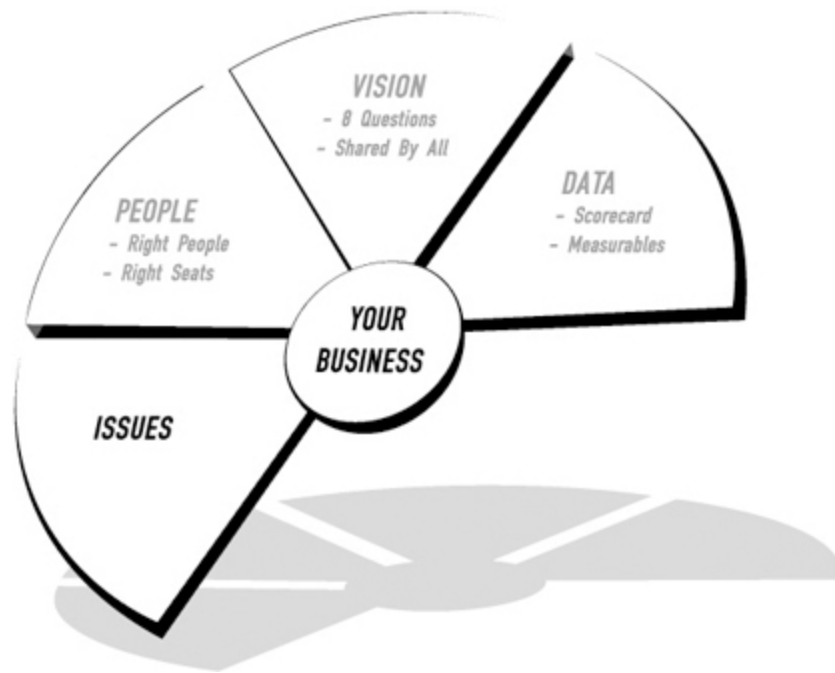 VISION
- 8 Questions
- Shared By All
DATA
- Scorecard
- Measurables
PEOPLE
- Right People
- Right Seats
YOUR
BUSINESS
ISSUES